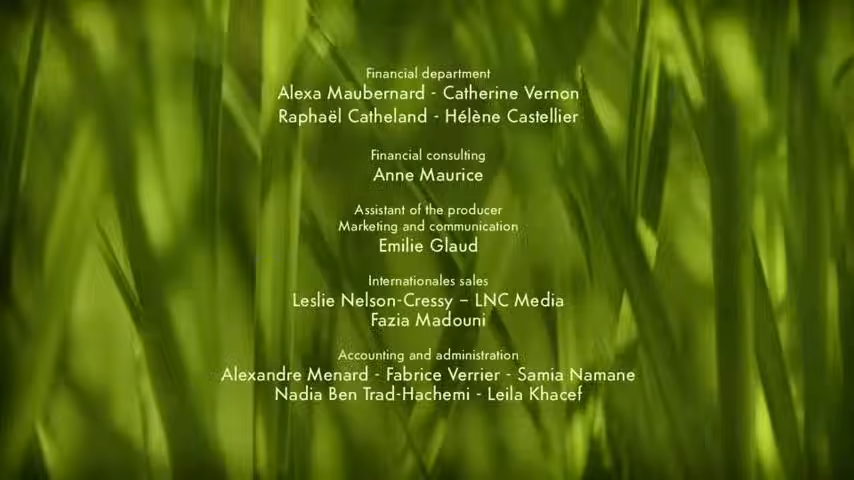 Financial department
Alexa Maubernard - Catherine Vernon
Raphaël Catheland - Hélène Castellier
Financial consulting
Anne Maurice
Assistant of the producer
Marketing and communication
Emilie Glaud
Internationales sales
Leslie Nelson-Cressy – LNC Media
Fazia Madouni
Accounting and administration
Alexandre Menard - Fabrice Verrier - Samia Namane
Nadia Ben Trad-Hachemi - Leila Khacef